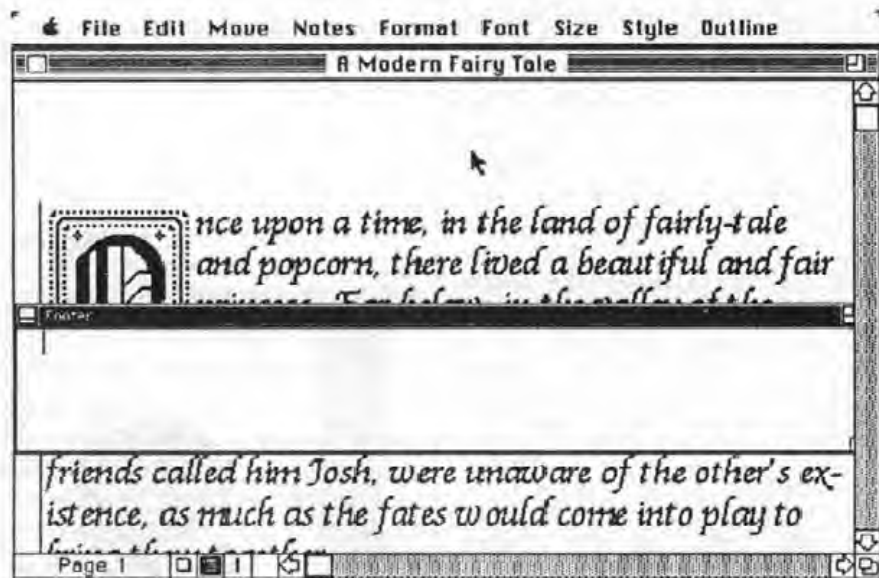 File Edit Move Notes Format Font Size Style Outline
A Modern Fairy Tale
nce upon a time, in the land of fairly-tale
and popcorn, there lived a beautiful and fair
Footer
friends called him Josh, were unaware of the other's ex-
istence, as much as the fates would come into play to
Page 1